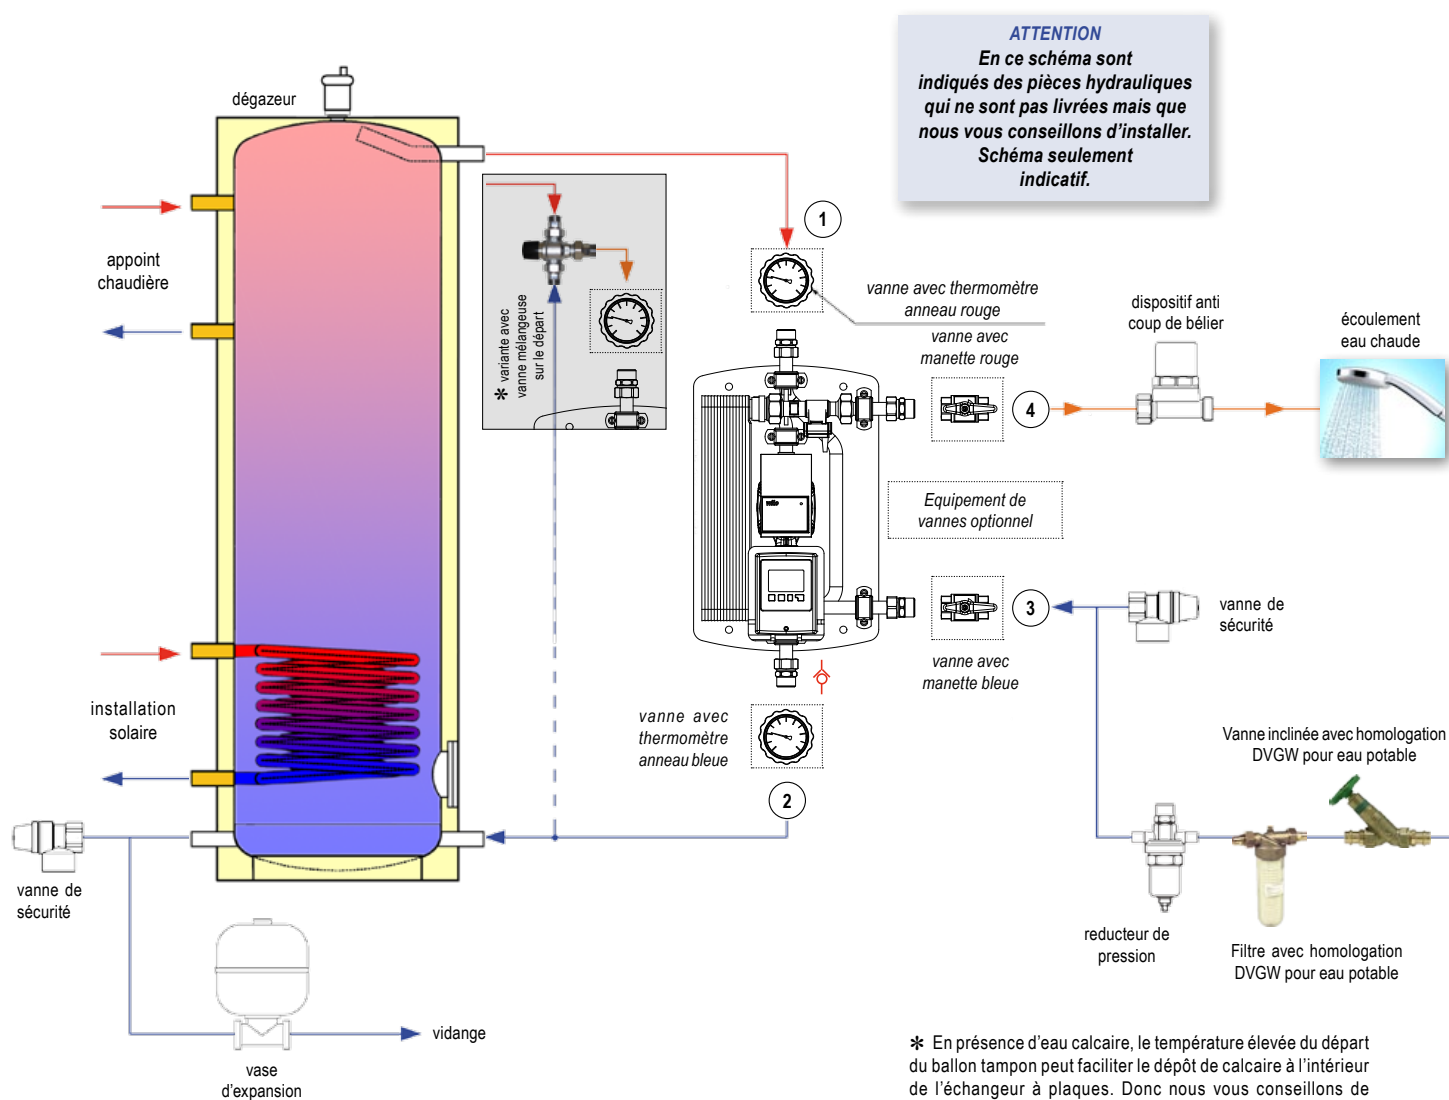 ATTENTION
En ce schéma sont
indiqués des pièces hydrauliques
qui ne sont pas livrées mais que
nous vous conseillons d'installer.
Schéma seulement
indicatif.
dégazeur
1
appoint
chaudière
✻ variante avec
vanne mélangeuse
sur le départ
vanne avec thermomètre
anneau rouge
vanne avec
manette rouge
dispositif anti
coup de bélier
écoulement
eau chaude
4
wilo
Equipement de
vannes optionnel
3
vanne de
sécurité
vanne avec
manette bleue
installation
solaire
vanne avec
thermomètre
anneau bleue
2
Vanne inclinée avec homologation
DVGW pour eau potable
vanne de
sécurité
reducteur de
pression
Filtre avec homologation
DVGW pour eau potable
vidange
vase
d'expansion
✻ En présence d'eau calcaire, le température élevée du départ
du ballon tampon peut faciliter le dépôt de calcaire à l'intérieur
de l'échangeur à plaques. Donc nous vous conseillons de